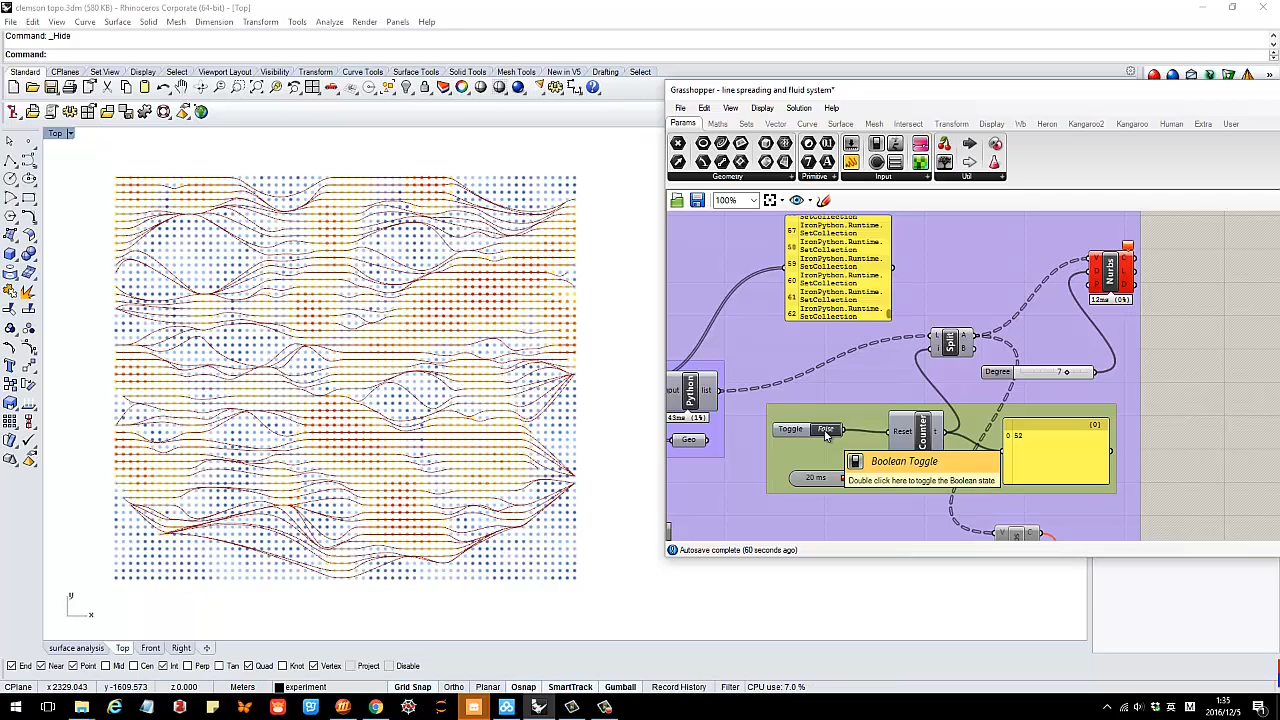 clemson topo.3dm (580 KB) - Rhinoceros Corporate (64-bit) - [Top]
File Edit View Curve Surface Solid Mesh Dimension Transform Tools Analyze Render Panels Help
Command: _Hide
Command:
Standard CPlanes Set View Display Select Viewport Layout Visibility Transform Curve Tools Surface Tools Solid Tools Mesh Tools New in V5 Drafting Select
Top
Grasshopper - line spreading and fluid system*
File Edit View Display Solution Help
Params Maths Sets Vector Curve Surface Mesh Intersect Transform Display Wb Heron Kangaroo2 Kangaroo Human Extra User
Geometry Primitive Input Util
100%
57 SetCollection
IronPython.Runtime.
58 SetCollection
IronPython.Runtime.
59 SetCollection
IronPython.Runtime.
60 SetCollection
IronPython.Runtime.
61 SetCollection
IronPython.Runtime.
62 SetCollection
V D P Nurbs C L D
12ms (0%)
L i Split A B
Degree 7
nput Python list
43ms (1%)
Geo
Toggle False
Reset Counter t
{0}
0 52
Boolean Toggle
Double click here to toggle the Boolean state
20 ms
V C
Autosave complete (60 seconds ago)
y
x
surface analysis Top Front Right
End Near Point Mid Cen Int Perp Tan Quad Knot Vertex Project Disable
CPlane x 2329.043 y -1609.573 z 0.000 Meters experiment Grid Snap Ortho Planar Osnap SmartTrack Gumball Record History Filter CPU use: 7.0 %
1:35
2016/12/5